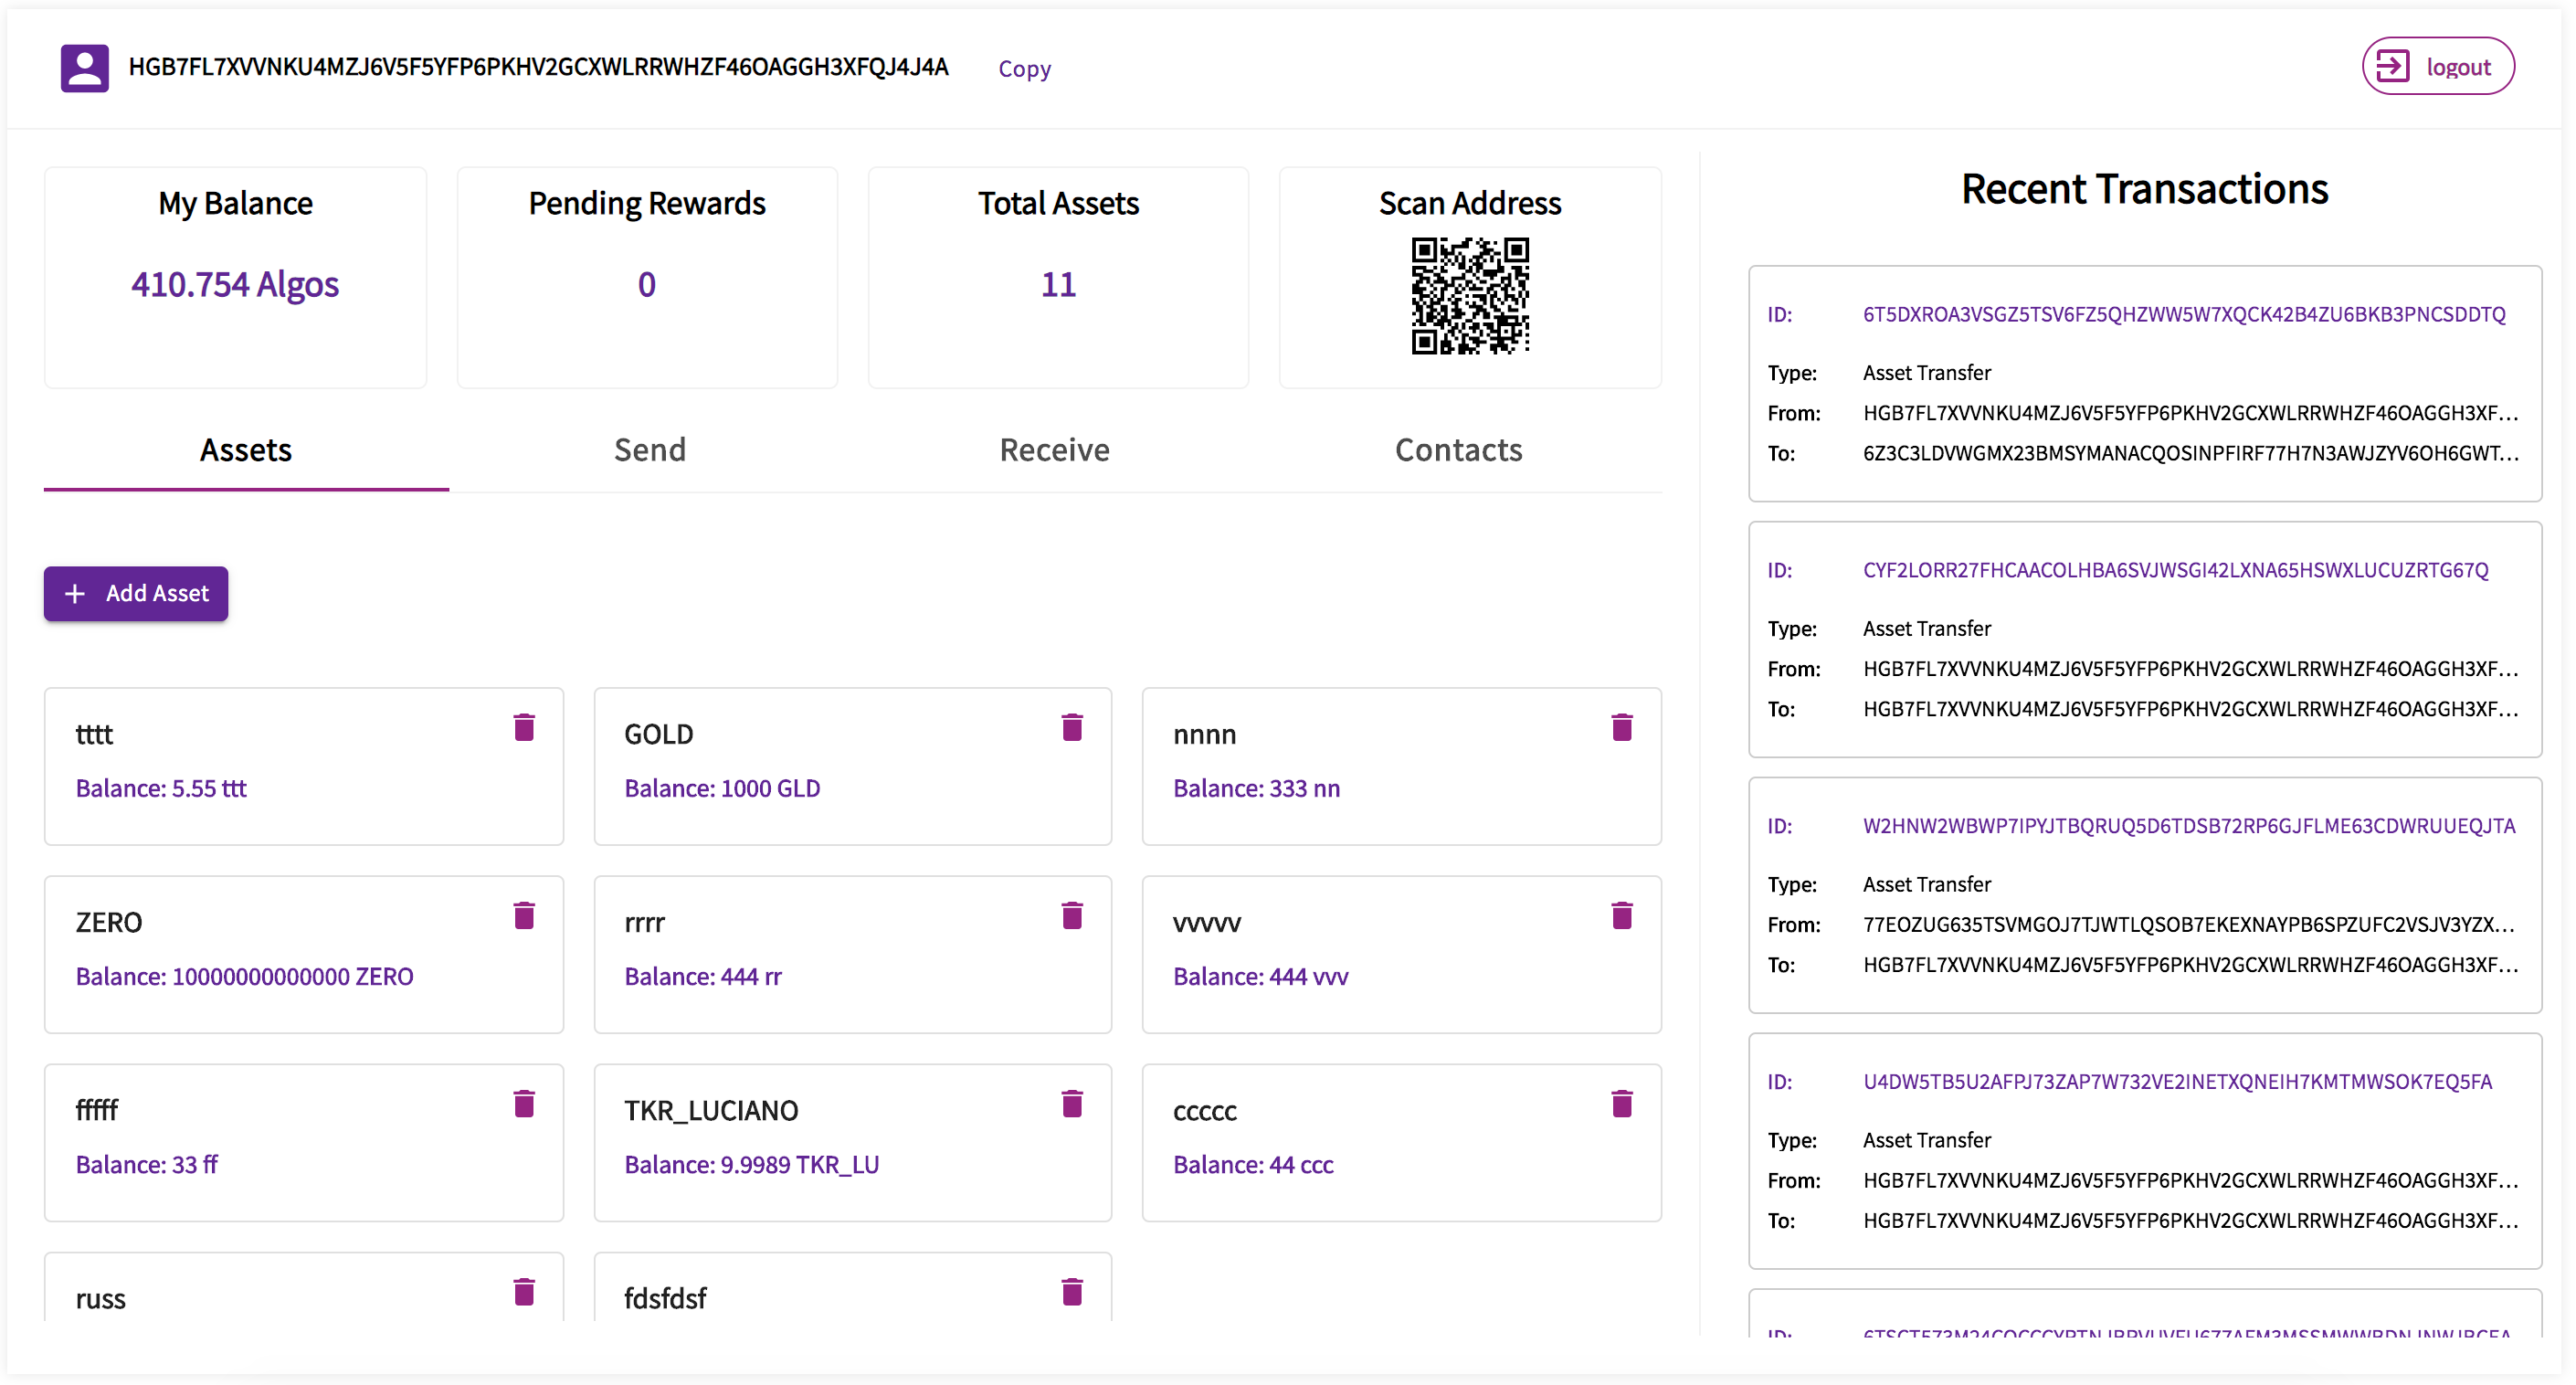 HGB7FL7XVVNKU4MZJ6V5F5YFP6PKHV2GCXWLRRWHZF46OAGGH3XFQJ4J4A Copy
logout
My Balance
410.754 Algos
Pending Rewards
0
Total Assets
11
Scan Address
Assets Send Receive Contacts
+ Add Asset
tttt
Balance: 5.55 ttt
GOLD
Balance: 1000 GLD
nnnn
Balance: 333 nn
ZERO
Balance: 10000000000000 ZERO
rrrr
Balance: 444 rr
vvvvv
Balance: 444 vvv
fffff
Balance: 33 ff
TKR_LUCIANO
Balance: 9.9989 TKR_LU
ccccc
Balance: 44 ccc
russ
fdsfdsf
Recent Transactions
ID: 6T5DXROA3VSGZ5TSV6FZ5QHZWW5W7XQCK42B4ZU6BKB3PNCSDDTQ
Type: Asset Transfer
From: HGB7FL7XVVNKU4MZJ6V5F5YFP6PKHV2GCXWLRRWHZF46OAGGH3XF...
To: 6Z3C3LDVWGMX23BMSYMANACQOSINPFIRF77H7N3AWJZYV6OH6GWT...
ID: CYF2LORR27FHCAACOLHBA6SVJWSGI42LXNA65HSWXLUCUZRTG67Q
Type: Asset Transfer
From: HGB7FL7XVVNKU4MZJ6V5F5YFP6PKHV2GCXWLRRWHZF46OAGGH3XF...
To: HGB7FL7XVVNKU4MZJ6V5F5YFP6PKHV2GCXWLRRWHZF46OAGGH3XF...
ID: W2HNW2WBWP7IPYJTBQRUQ5D6TDSB72RP6GJFLME63CDWRUUEQJTA
Type: Asset Transfer
From: 77EOZUG635TSVMGOJ7TJWTLQSOB7EKEXNAYPB6SPZUFC2VSJV3YZX...
To: HGB7FL7XVVNKU4MZJ6V5F5YFP6PKHV2GCXWLRRWHZF46OAGGH3XF...
ID: U4DW5TB5U2AFPJ73ZAP7W732VE2INETXQNEIH7KMTMWSOK7EQ5FA
Type: Asset Transfer
From: HGB7FL7XVVNKU4MZJ6V5F5YFP6PKHV2GCXWLRRWHZF46OAGGH3XF...
To: HGB7FL7XVVNKU4MZJ6V5F5YFP6PKHV2GCXWLRRWHZF46OAGGH3XF...
ID: